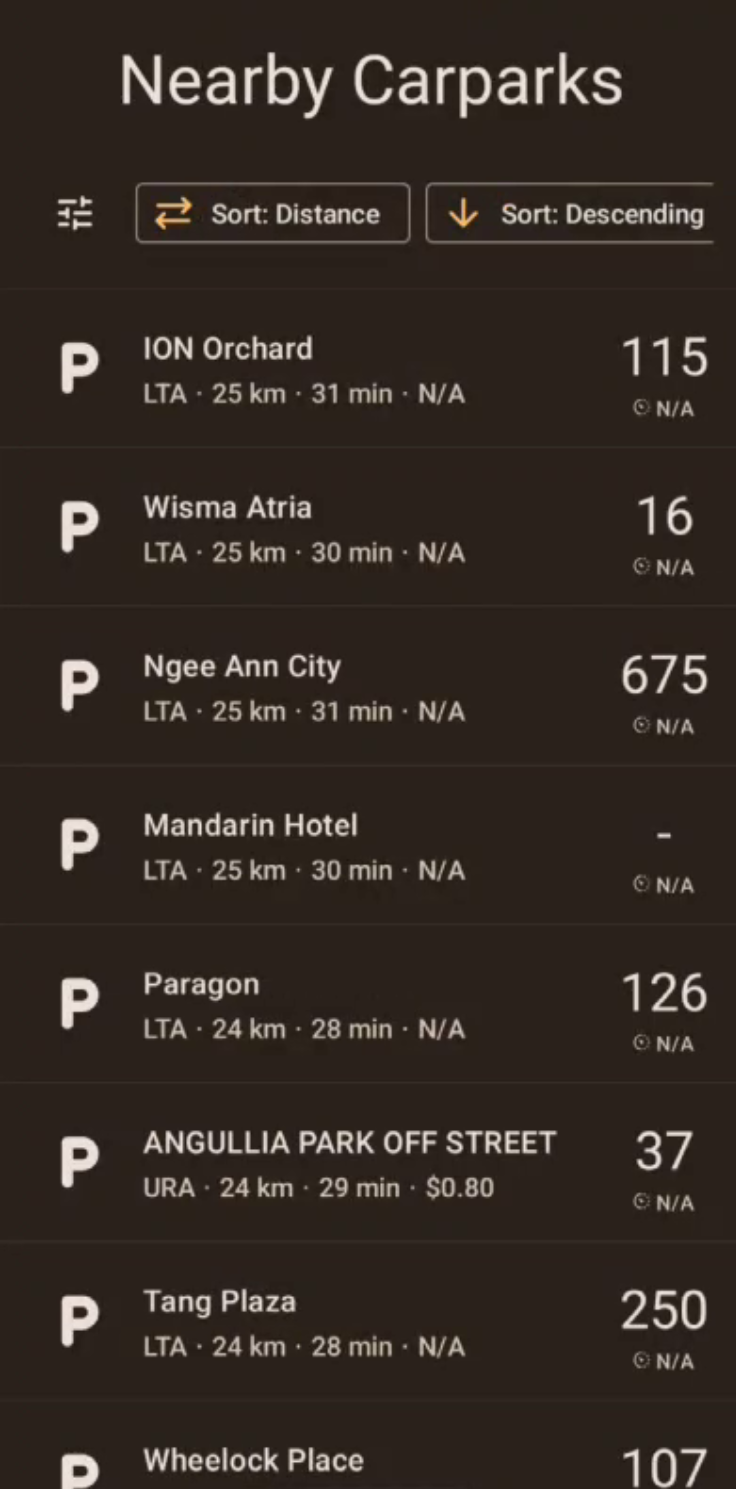 Nearby Carparks
Sort: Distance
Sort: Descending
P
ION Orchard
115
LTA · 25 km · 31 min · N/A
N/A
P
Wisma Atria
16
LTA · 25 km · 30 min · N/A
N/A
P
Ngee Ann City
675
LTA · 25 km · 31 min · N/A
N/A
P
Mandarin Hotel
-
LTA · 25 km · 30 min · N/A
N/A
P
Paragon
126
LTA · 24 km · 28 min · N/A
N/A
P
ANGULLIA PARK OFF STREET
37
URA · 24 km · 29 min · $0.80
N/A
P
Tang Plaza
250
LTA · 24 km · 28 min · N/A
N/A
P
Wheelock Place
107